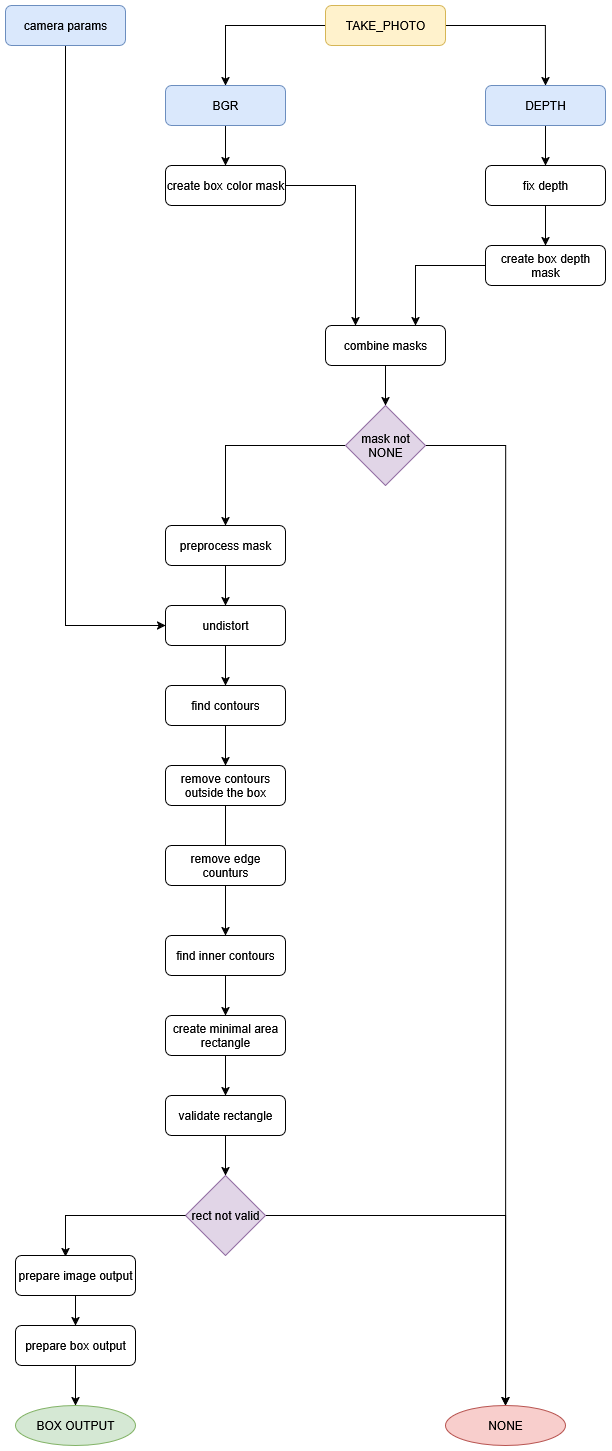 camera params
TAKE_PHOTO
BGR
DEPTH
create box color mask
fix depth
create box depth
mask
combine masks
mask not
NONE
preprocess mask
undistort
find contours
remove contours
outside the box
remove edge
counturs
find inner contours
create minimal area
rectangle
validate rectangle
rect not valid
prepare image output
prepare box output
BOX OUTPUT
NONE